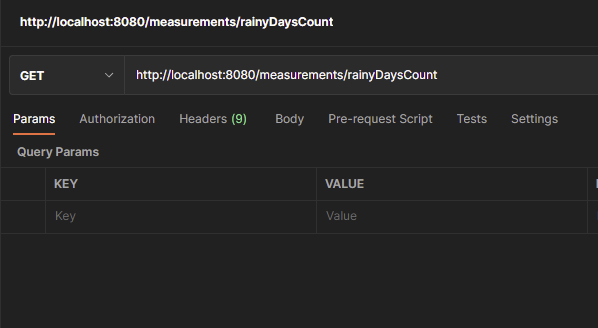 http://localhost:8080/measurements/rainyDaysCount
GET http://localhost:8080/measurements/rainyDaysCount
Params Authorization Headers (9) Body Pre-request Script Tests Settings
Query Params
KEY VALUE
Key Value